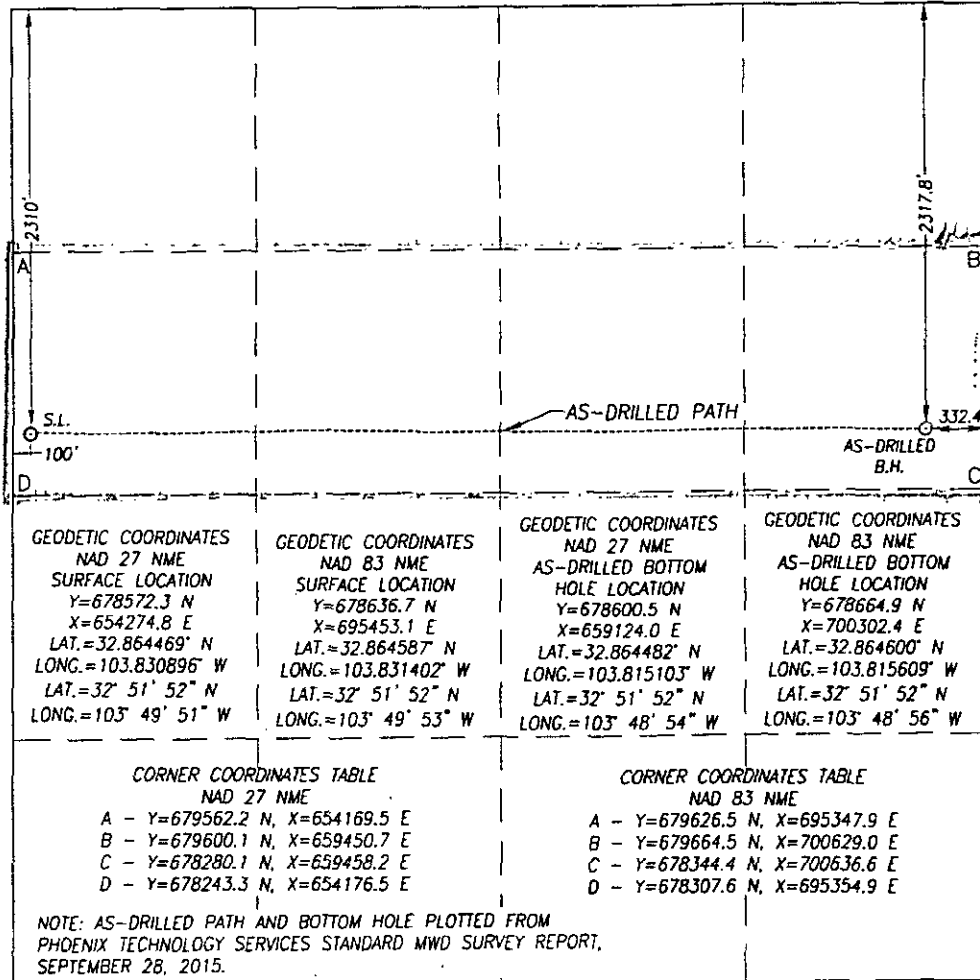 2310'
2317.8'
A
B
S.L.
AS-DRILLED PATH
332.4
100'
AS-DRILLED
B.H.
D
C
GEODETIC COORDINATES
NAD 27 NME
SURFACE LOCATION
Y=678572.3 N
X=654274.8 E
LAT.=32.864469° N
LONG.=103.830896° W
LAT.=32° 51' 52" N
LONG.=103° 49' 51" W
GEODETIC COORDINATES
NAD 83 NME
SURFACE LOCATION
Y=678636.7 N
X=695453.1 E
LAT.=32.864587° N
LONG.=103.831402° W
LAT.=32° 51' 52" N
LONG.=103° 49' 53" W
GEODETIC COORDINATES
NAD 27 NME
AS-DRILLED BOTTOM
HOLE LOCATION
Y=678600.5 N
X=659124.0 E
LAT.=32.864482° N
LONG.=103.815103° W
LAT.=32° 51' 52" N
LONG.=103° 48' 54" W
GEODETIC COORDINATES
NAD 83 NME
AS-DRILLED BOTTOM
HOLE LOCATION
Y=678664.9 N
X=700302.4 E
LAT.=32.864600° N
LONG.=103.815609° W
LAT.=32° 51' 52" N
LONG.=103° 48' 56" W
CORNER COORDINATES TABLE
NAD 27 NME
A - Y=679562.2 N, X=654169.5 E
B - Y=679600.1 N, X=659450.7 E
C - Y=678280.1 N, X=659458.2 E
D - Y=678243.3 N, X=654176.5 E
CORNER COORDINATES TABLE
NAD 83 NME
A - Y=679626.5 N, X=695347.9 E
B - Y=679664.5 N, X=700629.0 E
C - Y=678344.4 N, X=700636.6 E
D - Y=678307.6 N, X=695354.9 E
NOTE: AS-DRILLED PATH AND BOTTOM HOLE PLOTTED FROM
PHOENIX TECHNOLOGY SERVICES STANDARD MWD SURVEY REPORT,
SEPTEMBER 28, 2015.